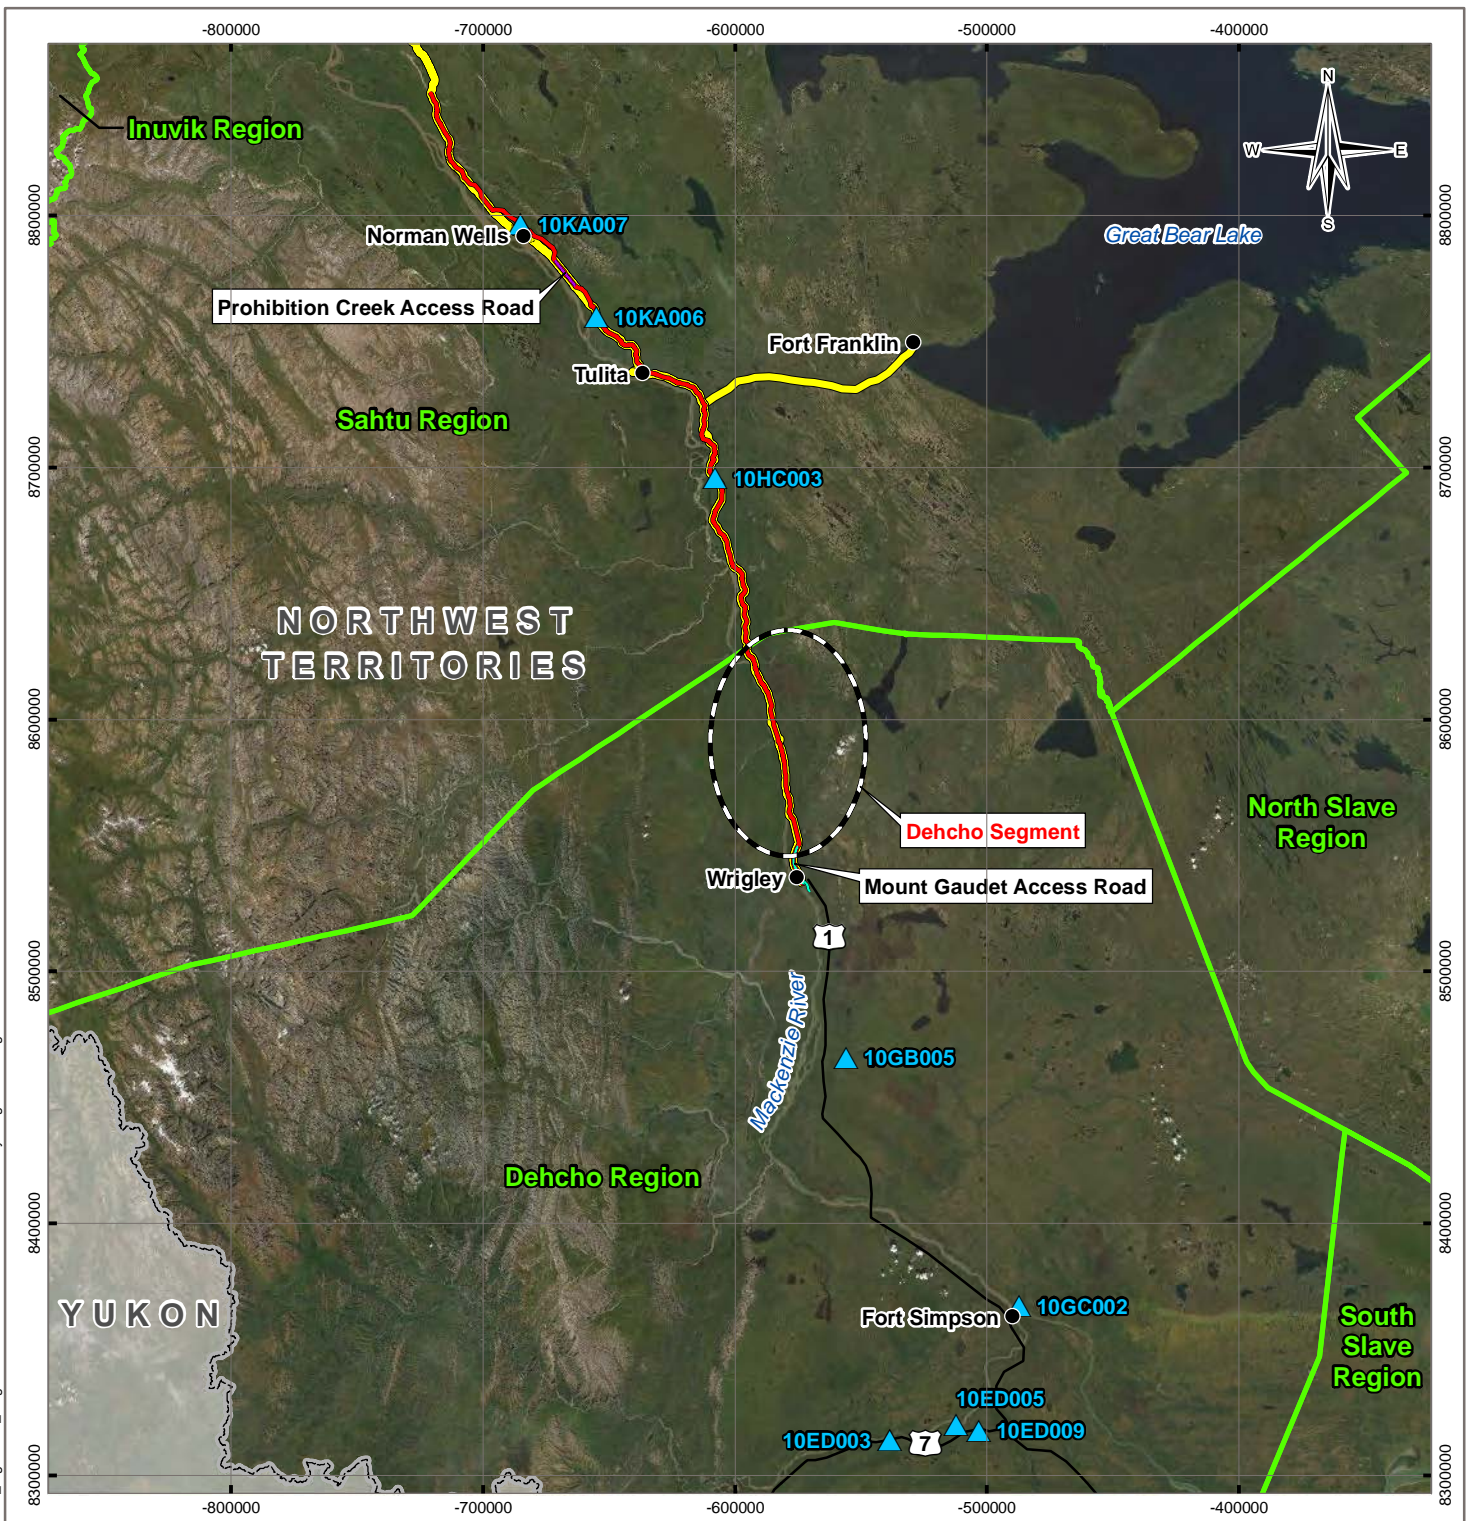 -800000 -700000 -600000 -500000 -400000
N
W E
S
Inuvik Region
8800000
8800000
10KA007
Norman Wells
Great Bear Lake
Prohibition Creek Access Road
10KA006
Fort Franklin
Tulita
Sahtu Region
8700000
8700000
10HC003
NORTHWEST
TERRITORIES
8600000
8600000
North Slave
Region
Dehcho Segment
Wrigley
Mount Gaudet Access Road
1
8500000
8500000
Mackenzie River
10GB005
Dehcho Region
8400000
8400000
YUKON
10GC002
Fort Simpson
South
Slave
Region
10ED005
10ED003
7
10ED009
8300000
8300000
-800000 -700000 -600000 -500000 -400000